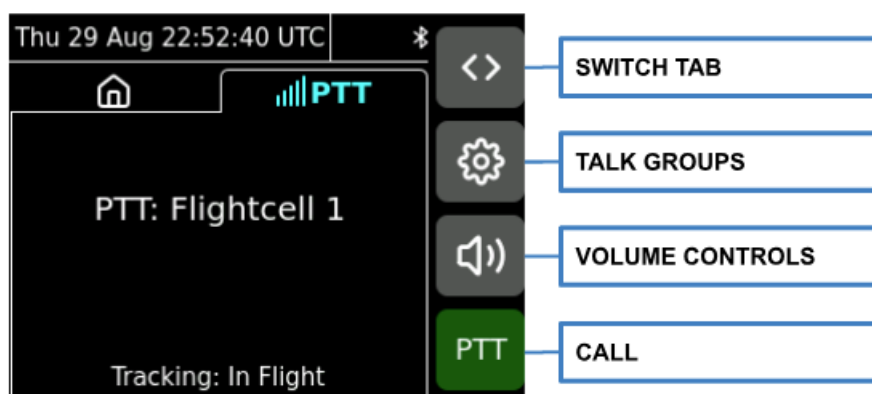 Thu 29 Aug 22:52:40 UTC
PTT
PTT: Flightcell 1
Tracking: In Flight
PTT
SWITCH TAB
TALK GROUPS
VOLUME CONTROLS
CALL